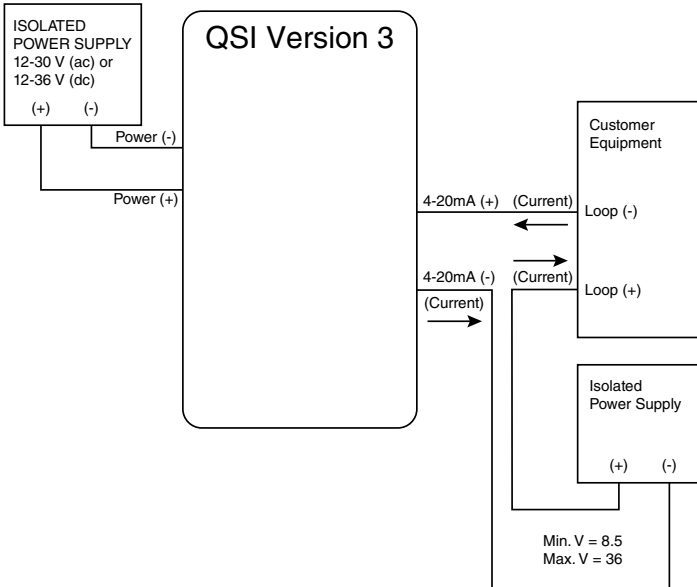 ISOLATED
POWER SUPPLY
12-30 V (ac) or
12-36 V (dc)
(+) (-)
Power (-)
Power (+)
QSI Version 3
4-20mA (+) (Current)
4-20mA (-) (Current)
(Current)
Customer
Equipment
Loop (-)
Loop (+)
Isolated
Power Supply
(+) (-)
Min. V = 8.5
Max. V = 36